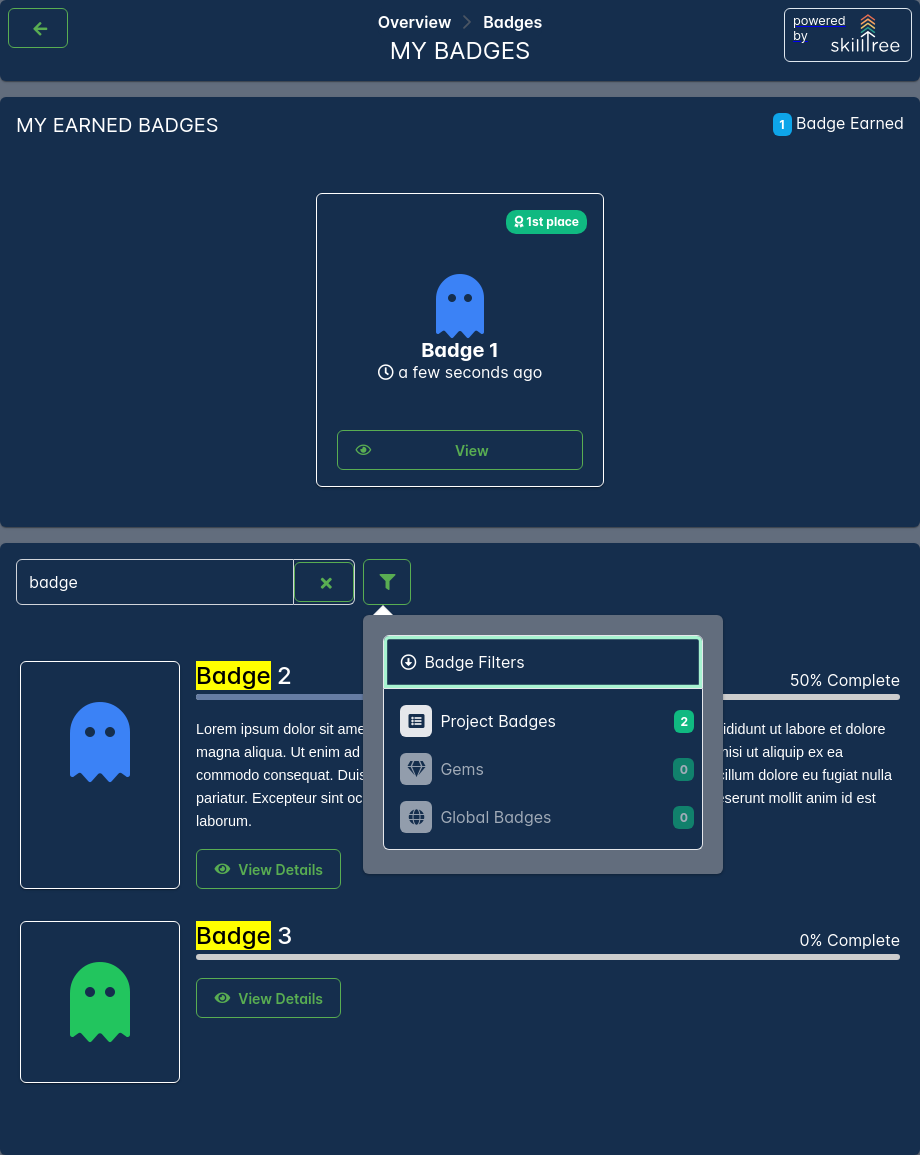 Overview > Badges
MY BADGES
powered
by
skilltree
MY EARNED BADGES
1 Badge Earned
1st place
Badge 1
a few seconds ago
View
badge
Badge 2
50% Complete
Lorem ipsum dolor sit ame
ididunt ut labore et dolore
magna aliqua. Ut enim ad
nisi ut aliquip ex ea
commodo consequat. Duis
cillum dolore eu fugiat nulla
pariatur. Excepteur sint oc
eserunt mollit anim id est
laborum.
View Details
Badge Filters
Project Badges 2
Gems 0
Global Badges 0
Badge 3
0% Complete
View Details